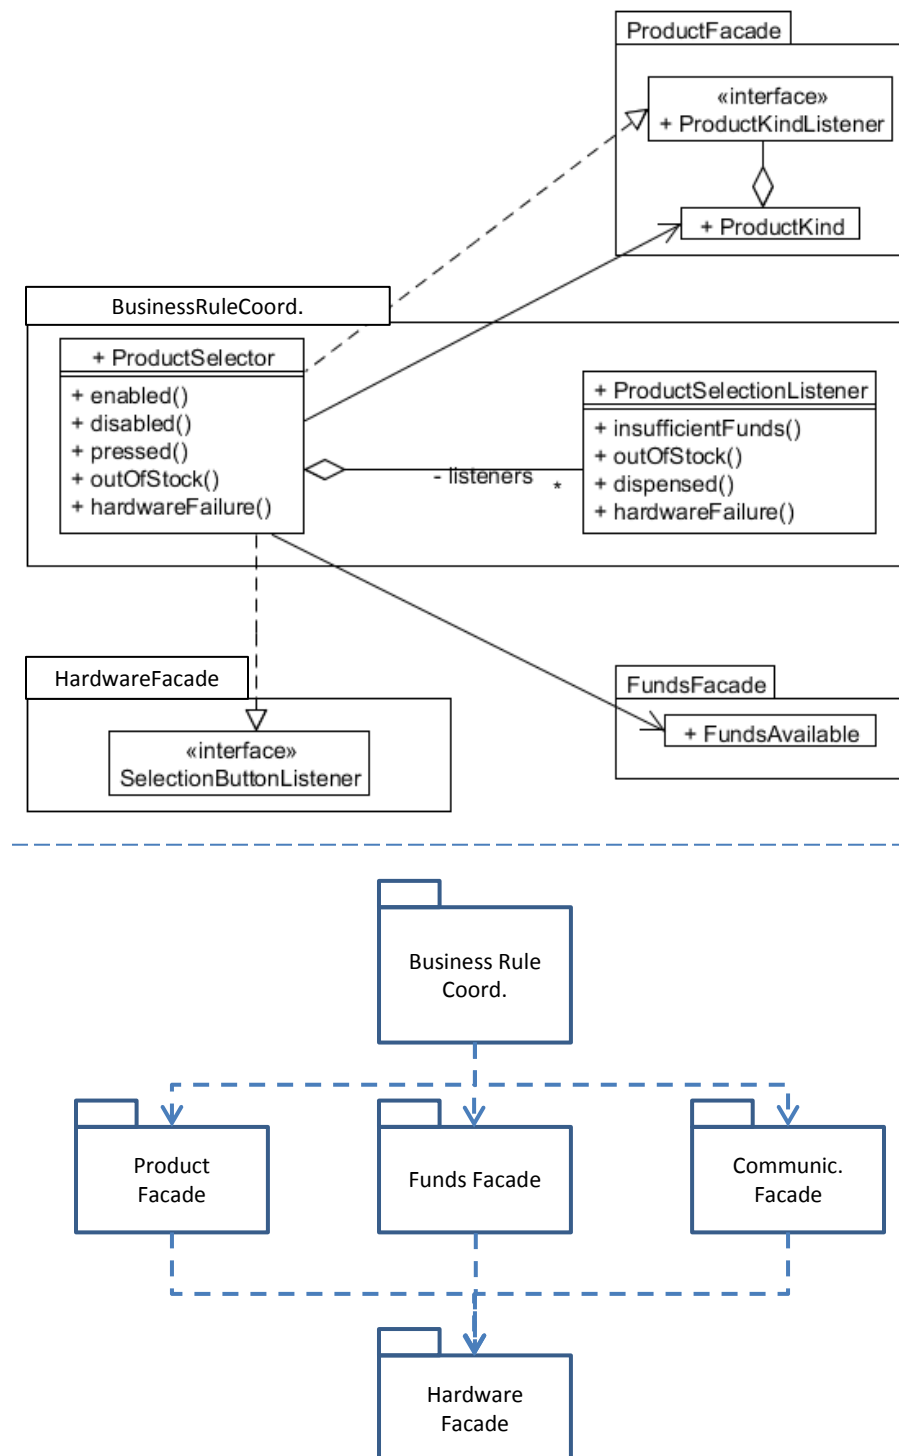 ProductFacade
«interface»
+ ProductKindListener
+ ProductKind
BusinessRuleCoord.
+ ProductSelector
+ enabled()
+ disabled()
+ pressed()
+ outOfStock()
+ hardwareFailure()
- listeners
*
+ ProductSelectionListener
+ insufficientFunds()
+ outOfStock()
+ dispensed()
+ hardwareFailure()
HardwareFacade
«interface»
SelectionButtonListener
FundsFacade
+ FundsAvailable
Business Rule
Coord.
Product
Facade
Funds Facade
Communic.
Facade
Hardware
Facade